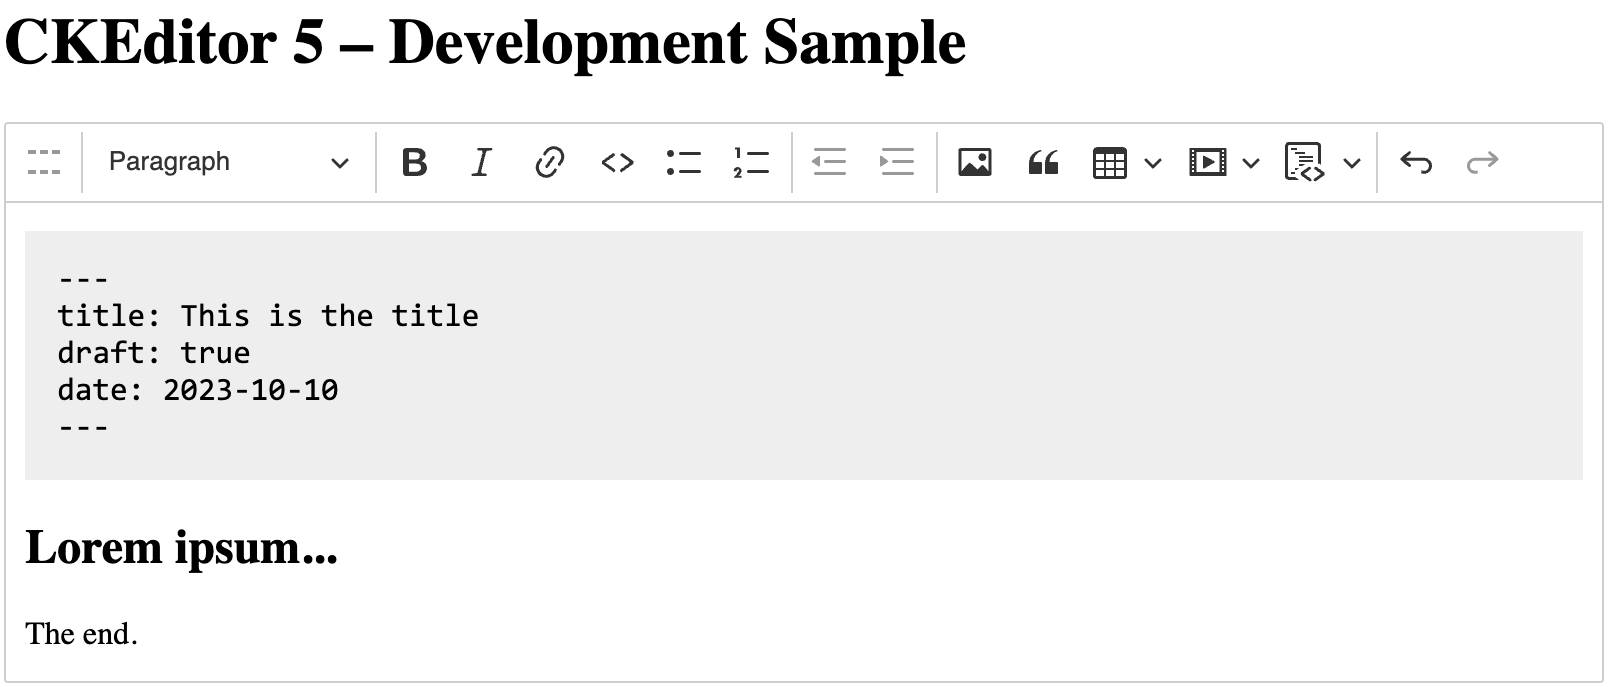 CKEditor 5 – Development Sample
Paragraph
---
title: This is the title
draft: true
date: 2023-10-10
---
Lorem ipsum...
The end.